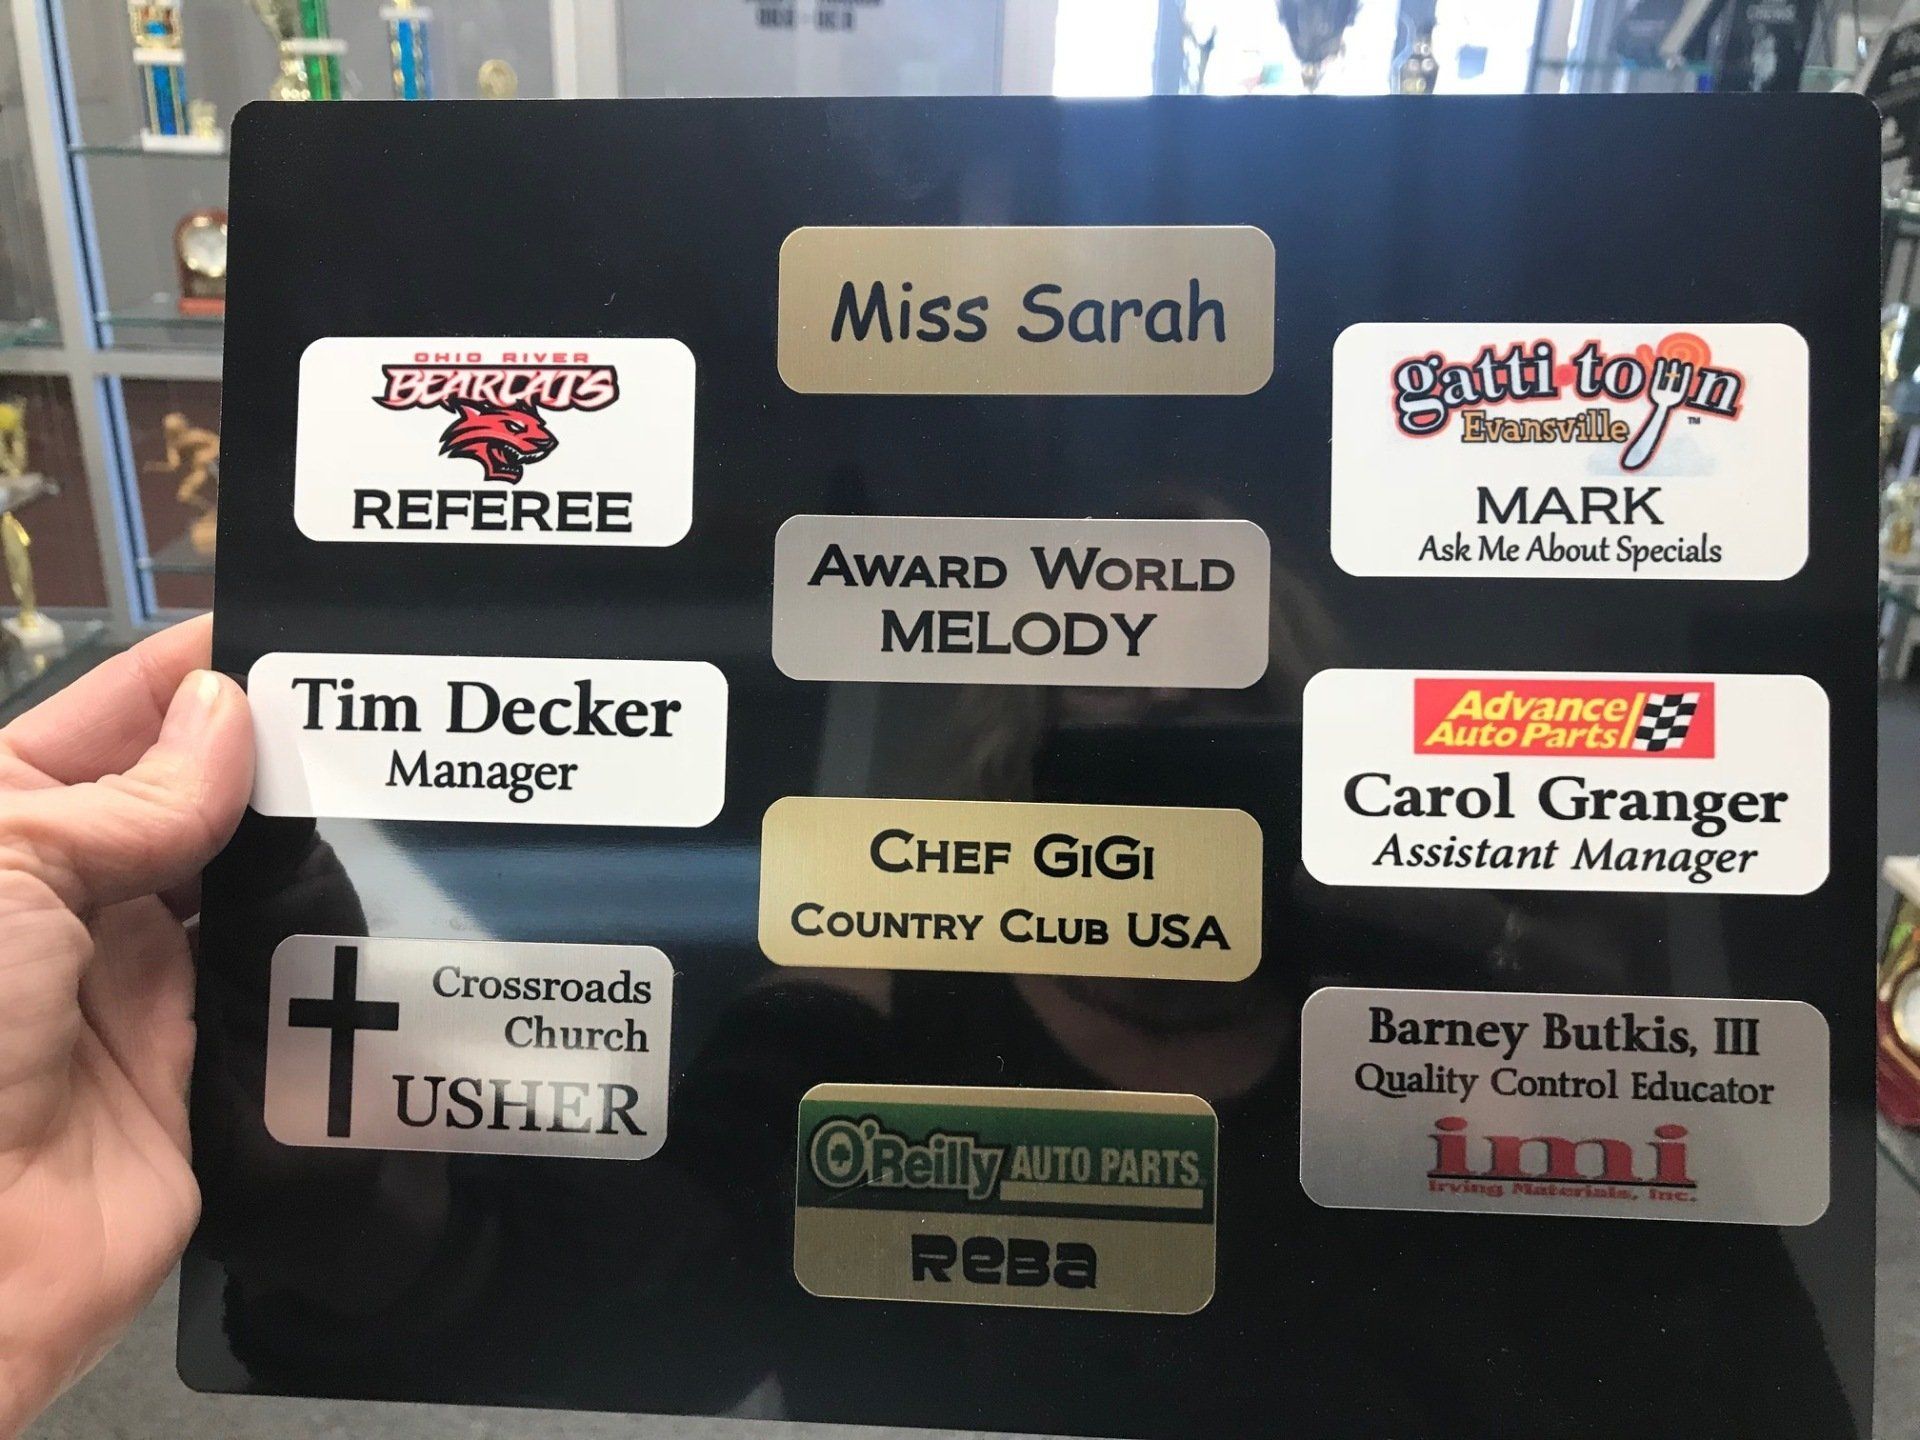 Miss Sarah
OHIO RIVER
BEARCATS
REFEREE
gatti·town
Evansville
TM
MARK
Ask Me About Specials
AWARD WORLD
MELODY
Tim Decker
Manager
Advance
Auto Parts
Carol Granger
Assistant Manager
CHEF GIGI
COUNTRY CLUB USA
Crossroads
Church
USHER
Barney Butkis, III
Quality Control Educator
imi
Irving Materials, Inc.
O'Reilly AUTO PARTS
ReBa